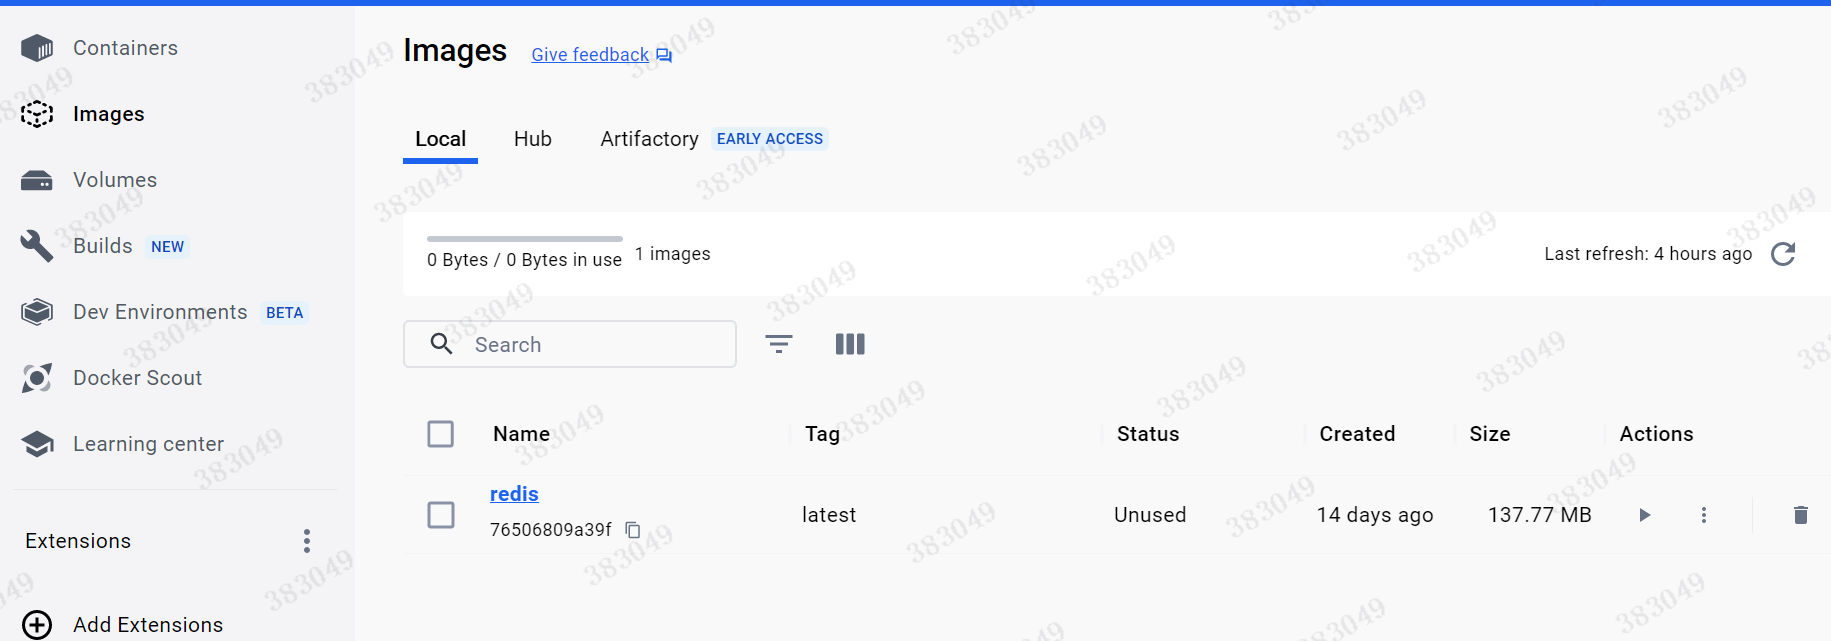 Containers
Images
Volumes
Builds NEW
Dev Environments BETA
Docker Scout
Learning center
Extensions
Add Extensions
Images Give feedback
Local Hub Artifactory EARLY ACCESS
0 Bytes / 0 Bytes in use 1 images
Last refresh: 4 hours ago
Search
Name Tag Status Created Size Actions
redis
76506809a39f
latest Unused 14 days ago 137.77 MB
383049